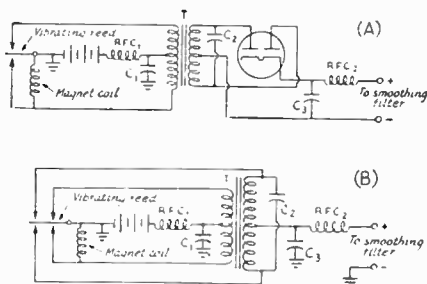 (A)
Vibrating reed
T
C2
RFC1
C1
Magnet coil
RFC2
C3
+
To smoothing
filter
-
(B)
T
Vibrating reed
C2
RFC1
RFC2
C1
C3
Magnet coil
+
To smoothing
filter
-